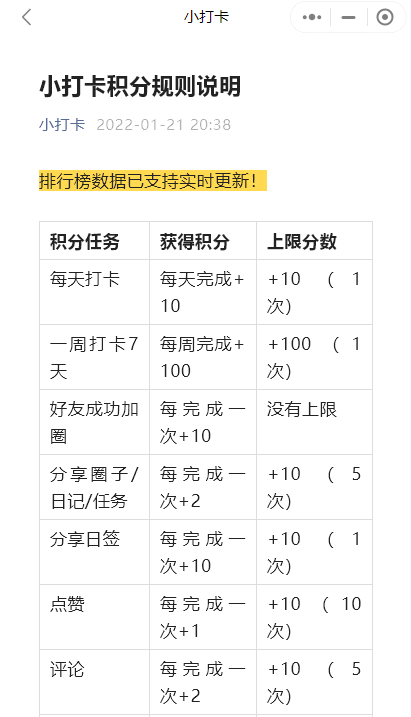 小打卡
小打卡积分规则说明
小打卡 2022-01-21 20:38
排行榜数据已支持实时更新！
积分任务 获得积分 上限分数
每天打卡 每天完成+ +10 （ 1
10 次）
一周打卡7 每周完成+ +100 （ 1
天 100 次）
好友成功加 每完成一 没有上限
圈 次+10
分享圈子/ 每完成一 +10 （ 5
日记/任务 次+2 次）
分享日签 每完成一 +10 （ 1
次+10 次）
点赞 每完成一 +10 （ 10
次+1 次）
评论 每完成一 +10 （ 5
次+2 次）